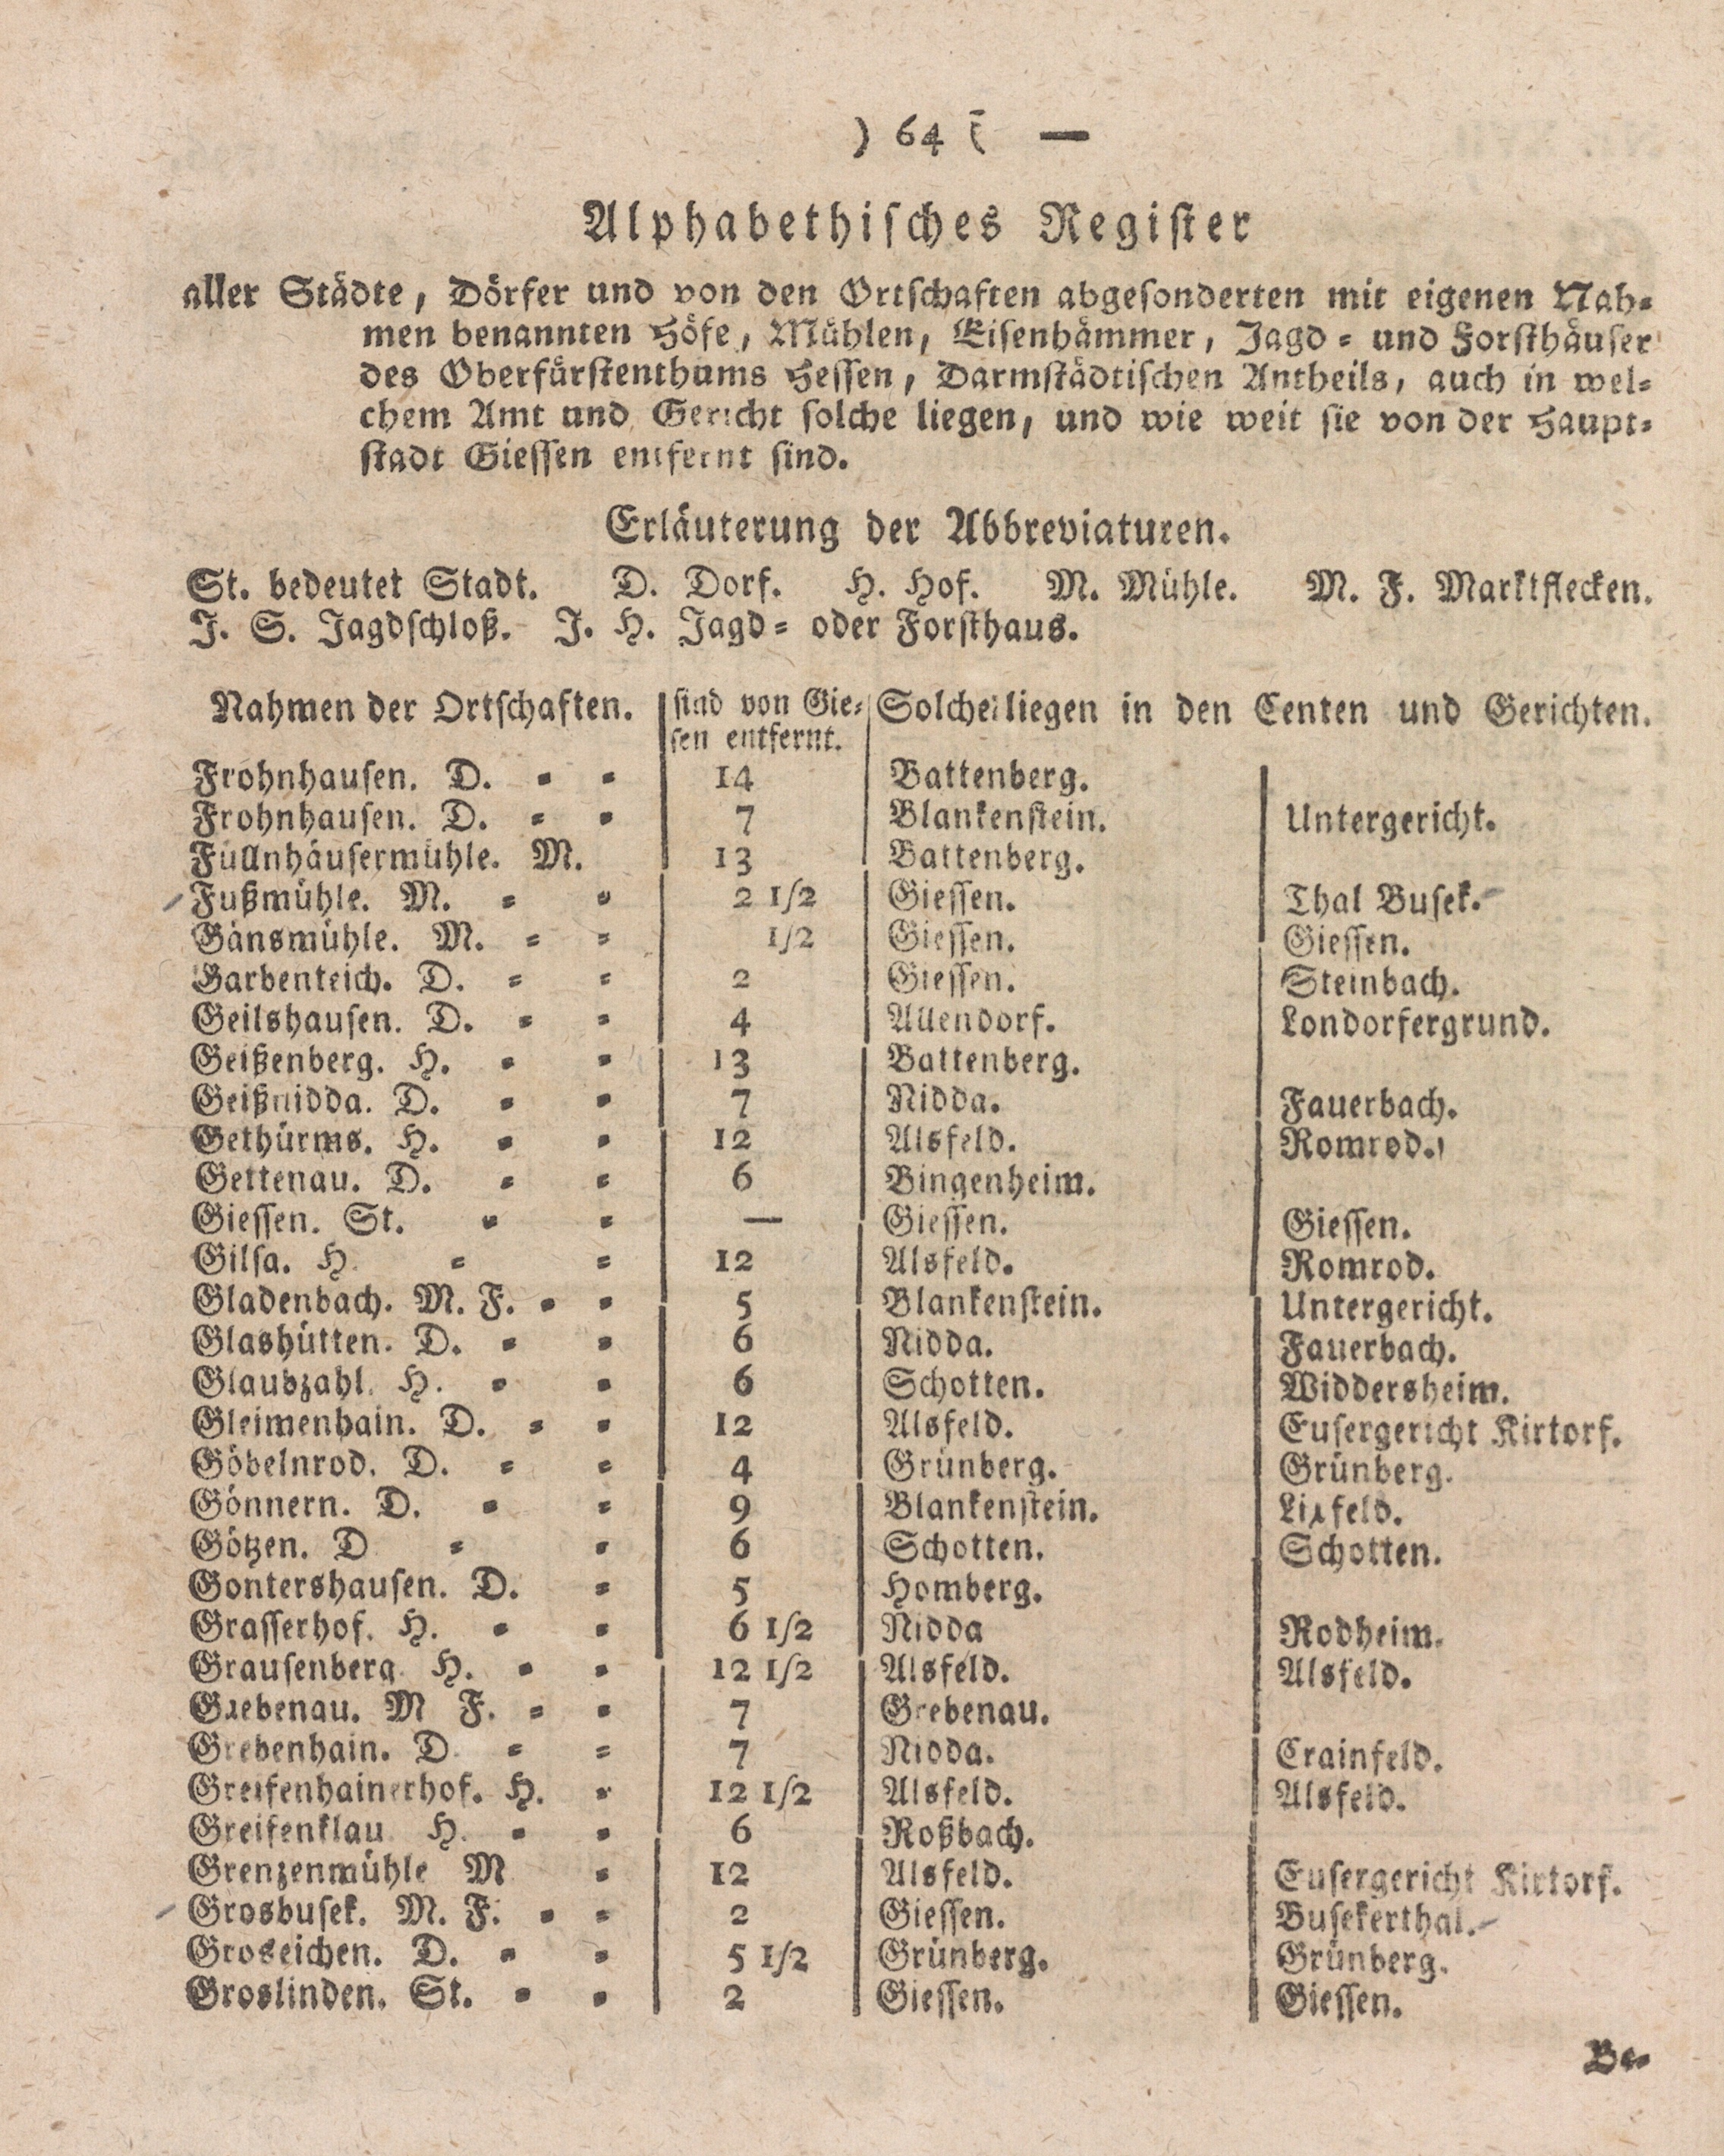 ) 64 ( —
Alphabethisches Register
aller Städte, Dörfer und von den Ortschaften abgesonderten mit eigenen Nah-
men benannten Höfe, Mühlen, Eisenhämmer, Jagd- und Forsthäuser
des Oberfürstenthums Hessen, Darmstädtischen Antheils, auch in wel-
chem Amt und Gericht solche liegen, und wie weit sie von der Haupt-
stadt Giessen entfernt sind.
Erläuterung der Abbreviaturen.
St. bedeutet Stadt. D. Dorf. H. Hof. M. Mühle. M. F. Marktflecken.
J. S. Jagdschloß. J. H. Jagd- oder Forsthaus.
Nahmen der Ortschaften. sind von Gie- Solche liegen in den Centen und Gerichten.
sen entfernt.
Frohnhausen. D. = = 14 Battenberg.
Frohnhausen. D. = = 7 Blankenstein. Untergericht.
Füllnhäusermühle. M. 13 Battenberg.
Fußmühle. M. = = 2 1/2 Giessen. Thal Busek.
Gänsmühle. M. = = 1/2 Giessen. Giessen.
Garbenteich. D. = = 2 Giessen. Steinbach.
Geilshausen. D. = = 4 Allendorf. Londorfergrund.
Geißenberg. H. = = 13 Battenberg.
Geißnidda. D. = = 7 Nidda. Fauerbach.
Gethürms. H. = = 12 Alsfeld. Romrod.
Gettenau. D. = = 6 Bingenheim.
Giessen. St. = = — Giessen. Giessen.
Gilsa. H. = = 12 Alsfeld. Romrod.
Gladenbach. M. F. = = 5 Blankenstein. Untergericht.
Glashütten. D. = = 6 Nidda. Fauerbach.
Glaubzahl. H. = = 6 Schotten. Widdersheim.
Gleimenhain. D. = = 12 Alsfeld. Eusergericht Kirtorf.
Göbelnrod. D. = = 4 Grünberg. Grünberg.
Gönnern. D. = = 9 Blankenstein. Lixfeld.
Götzen. D = = 6 Schotten. Schotten.
Gontershausen. D. = 5 Homberg.
Grasserhof. H. = = 6 1/2 Nidda Rodheim.
Grausenberg. H. = = 12 1/2 Alsfeld. Alsfeld.
Grebenau. M F. = = 7 Grebenau.
Grebenhain. D. = = 7 Nidda. Crainfeld.
Greifenhainerhof. H. = 12 1/2 Alsfeld. Alsfeld.
Greifenklau H. = = 6 Roßbach.
Grenzenmühle M = 12 Alsfeld. Eusergericht Kirtorf.
Grosbusek. M. F. = = 2 Giessen. Busekerthal.
Groseichen. D. = = 5 1/2 Grünberg. Grünberg.
Groslinden. St. = = 2 Giessen. Giessen.